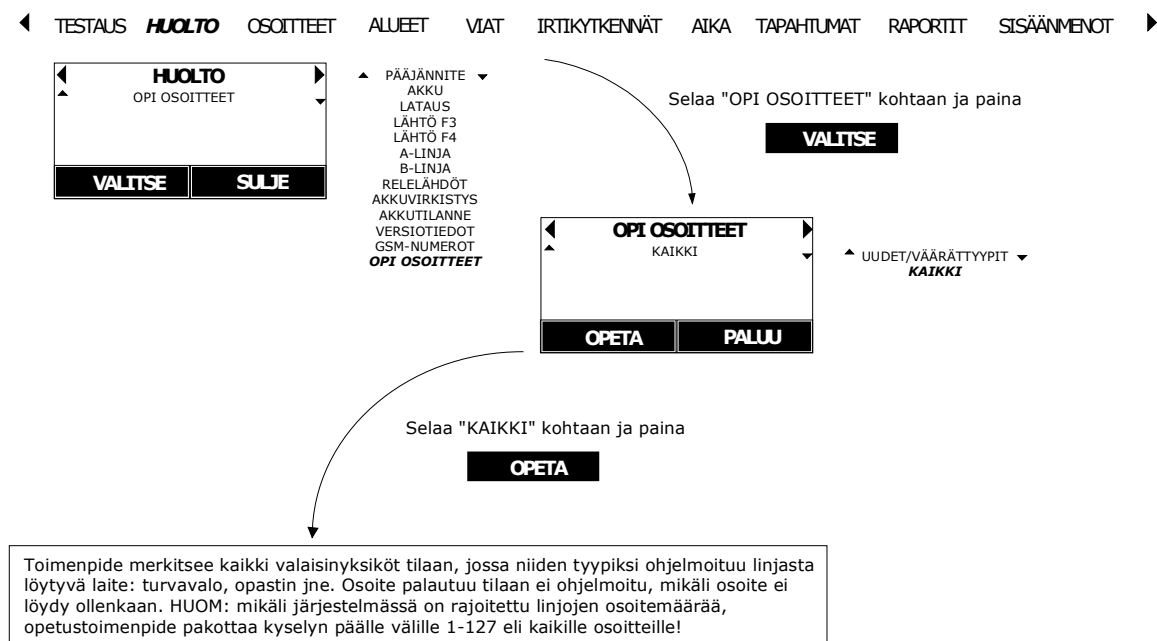 TESTAUS HUOLTO OSOITTEET ALUEET VIAT IRTIKYTKENNÄT AIKA TAPAHTUMAT RAPORTIT SISÄÄNMENOT
HUOLTO
OPI OSOITTEET
VALITSE SULJE
PÄÄJÄNNITE
AKKU
LATAUS
LÄHTÖ F3
LÄHTÖ F4
A-LINJA
B-LINJA
RELELÄHDÖT
AKKUVIRKISTYS
AKKUTILANNE
VERSIOTIEDOT
GSM-NUMEROT
OPI OSOITTEET
Selaa "OPI OSOITTEET" kohtaan ja paina
VALITSE
OPI OSOITTEET
KAIKKI
OPETA PALUU
UUDET/VÄÄRÄTTYYPIT
KAIKKI
Selaa "KAIKKI" kohtaan ja paina
OPETA
Toimenpide merkitsee kaikki valaisinyksiköt tilaan, jossa niiden tyypiksi ohjelmoituu linjasta
löytyvä laite: turvavalo, opastin jne. Osoite palautuu tilaan ei ohjelmoitu, mikäli osoite ei
löydy ollenkaan. HUOM: mikäli järjestelmässä on rajoitettu linjojen osoitemäärää,
opetustoimenpide pakottaa kyselyn päälle välille 1-127 eli kaikille osoitteille!